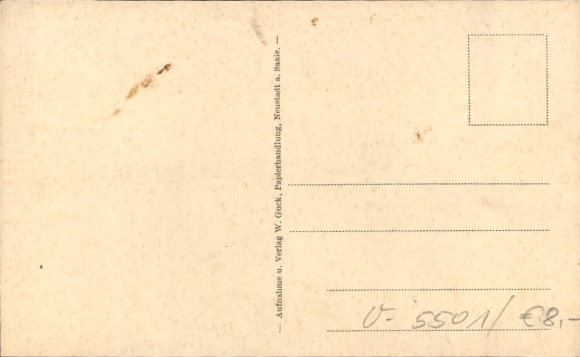 — Aufnahme u. Verlag W. Guck, Papierhandlung, Neustadt a. Saale. —
V- 5501/ €8,-